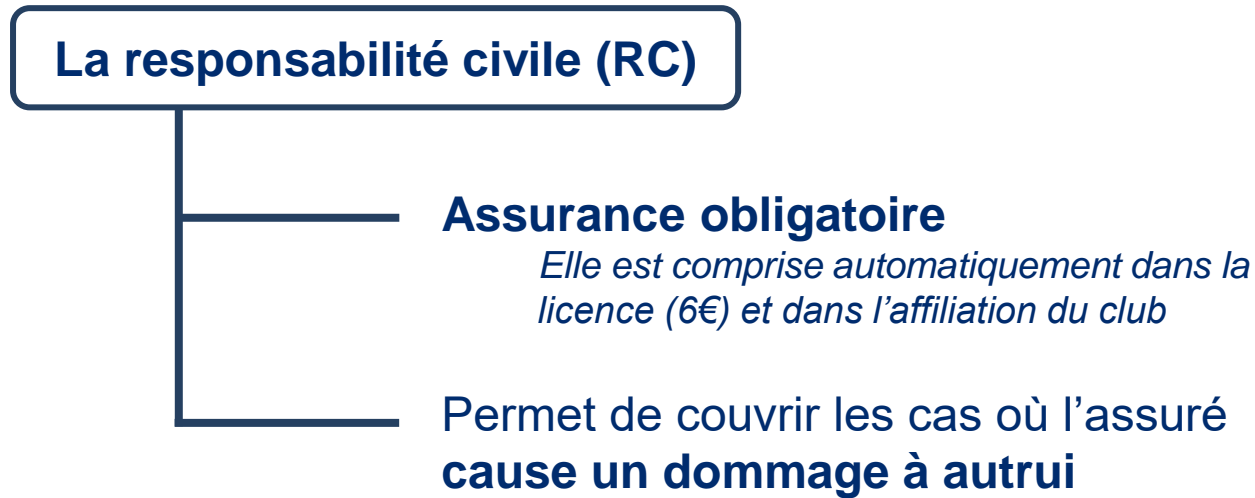 La responsabilité civile (RC)
Assurance obligatoire
Elle est comprise automatiquement dans la
licence (6€) et dans l’affiliation du club
Permet de couvrir les cas où l’assuré
cause un dommage à autrui